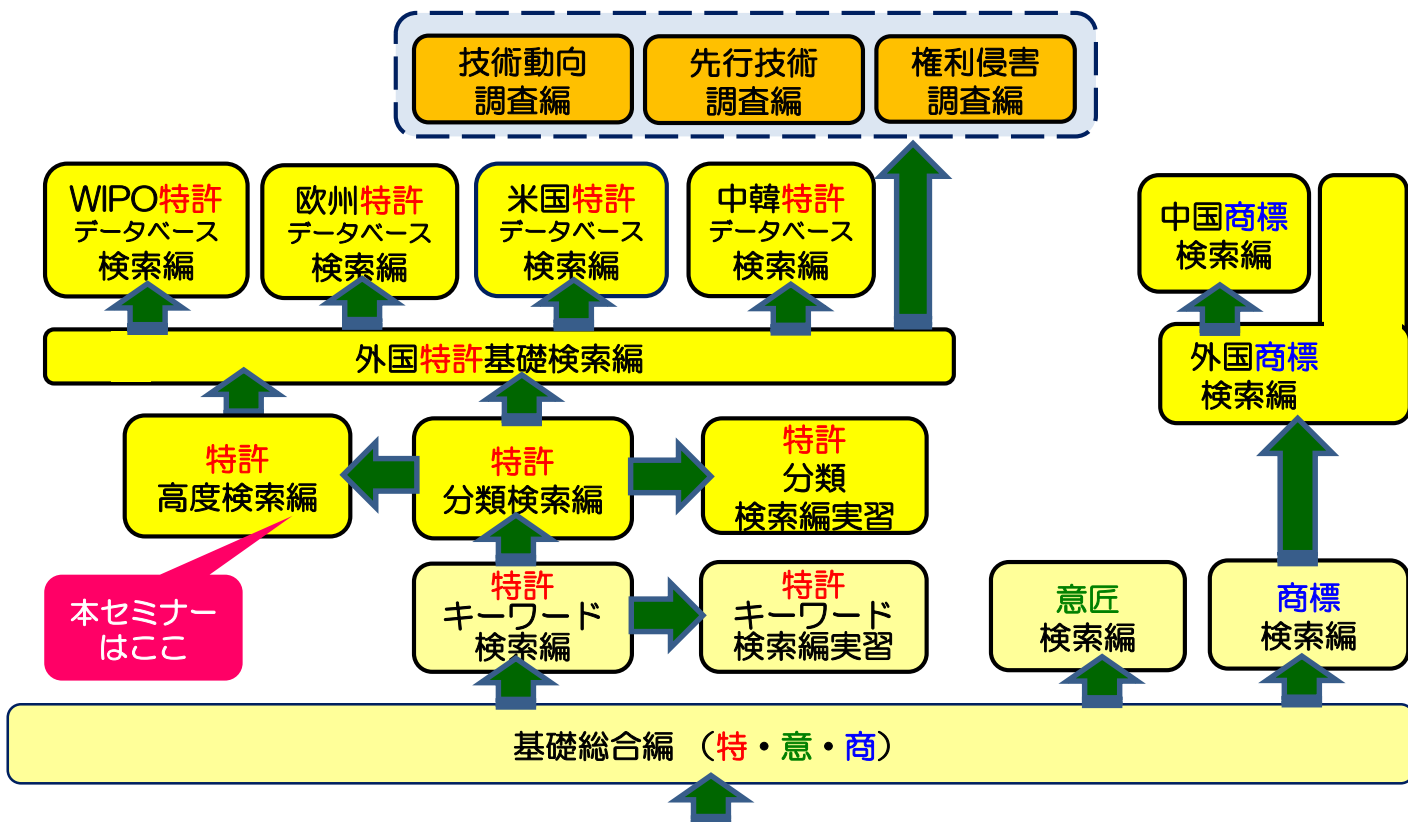 技術動向
調査編
先行技術
調査編
権利侵害
調査編
WIPO特許
データベース
検索編
欧州特許
データベース
検索編
米国特許
データベース
検索編
中韓特許
データベース
検索編
中国商標
検索編
外国特許基礎検索編
外国商標
検索編
特許
高度検索編
特許
分類検索編
特許
分類
検索編実習
本セミナー
はここ
特許
キーワード
検索編
特許
キーワード
検索編実習
意匠
検索編
商標
検索編
基礎総合編（特・意・商）